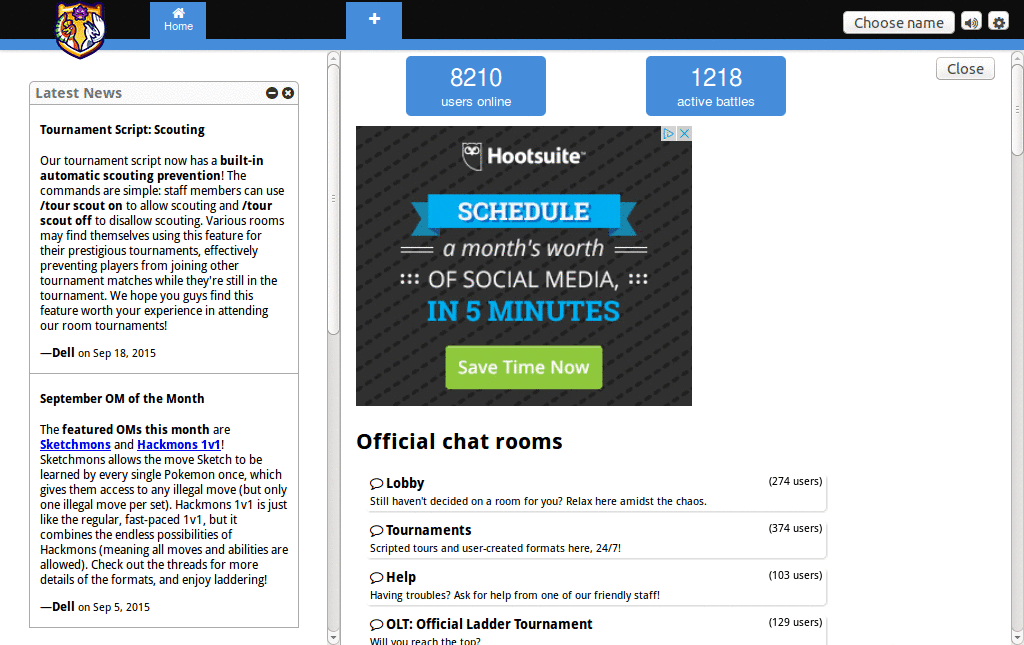 Home
+
Choose name
Latest News
Tournament Script: Scouting
Our tournament script now has a built-in
automatic scouting prevention! The
commands are simple: staff members can use
/tour scout on to allow scouting and /tour
scout off to disallow scouting. Various rooms
may find themselves using this feature for
their prestigious tournaments, effectively
preventing players from joining other
tournament matches while they're still in the
tournament. We hope you guys find this
feature worth your experience in attending
our room tournaments!
—Dell on Sep 18, 2015
September OM of the Month
The featured OMs this month are
Sketchmons and Hackmons 1v1!
Sketchmons allows the move Sketch to be
learned by every single Pokemon once, which
gives them access to any illegal move (but only
one illegal move per set). Hackmons 1v1 is just
like the regular, fast-paced 1v1, but it
combines the endless possibilities of
Hackmons (meaning all moves and abilities are
allowed). Check out the threads for more
details of the formats, and enjoy laddering!
—Dell on Sep 5, 2015
8210
users online
1218
active battles
Close
Hootsuite™
SCHEDULE
a month's worth
OF SOCIAL MEDIA,
IN 5 MINUTES
Save Time Now
Official chat rooms
Lobby (274 users)
Still haven't decided on a room for you? Relax here amidst the chaos.
Tournaments (374 users)
Scripted tours and user-created formats here, 24/7!
Help (103 users)
Having troubles? Ask for help from one of our friendly staff!
OLT: Official Ladder Tournament (129 users)
Will you reach the top?